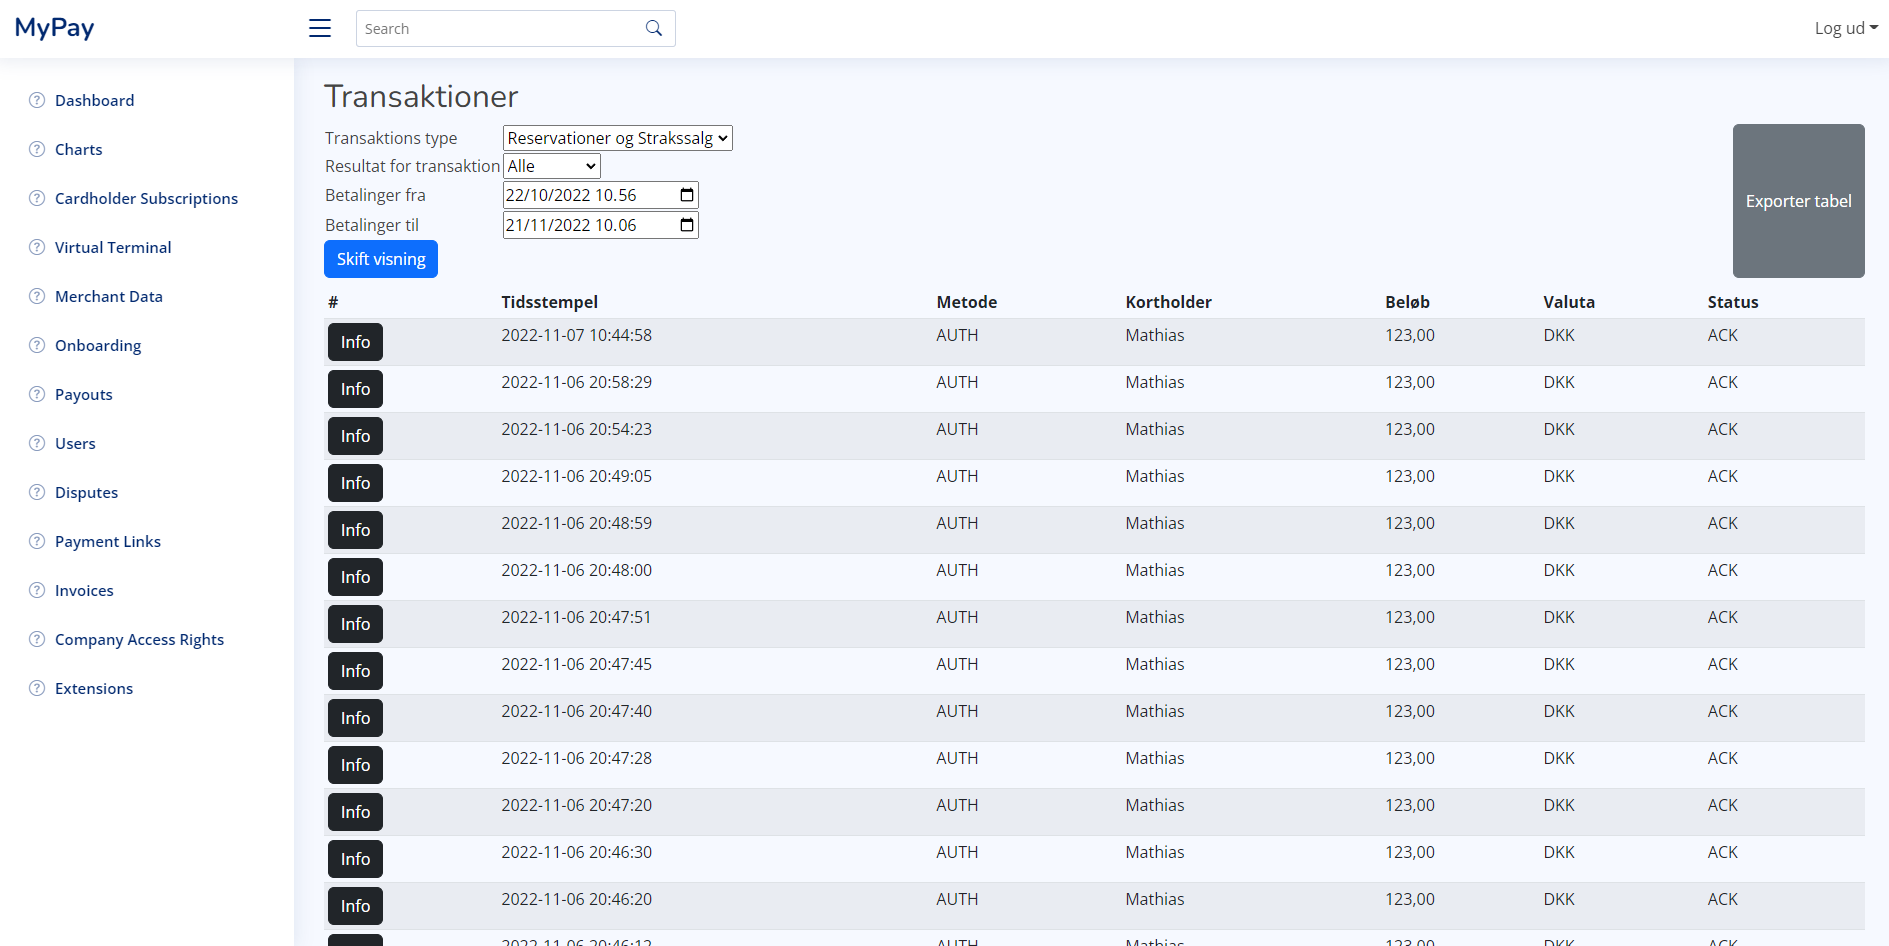 MyPay
Search
Log ud
Dashboard
Charts
Cardholder Subscriptions
Virtual Terminal
Merchant Data
Onboarding
Payouts
Users
Disputes
Payment Links
Invoices
Company Access Rights
Extensions
Transaktioner
Transaktions type Reservationer og Strakssalg
Resultat for transaktion Alle
Betalinger fra 22/10/2022 10.56
Betalinger til 21/11/2022 10.06
Skift visning
Exporter tabel
# Tidsstempel Metode Kortholder Beløb Valuta Status
Info 2022-11-07 10:44:58 AUTH Mathias 123,00 DKK ACK
Info 2022-11-06 20:58:29 AUTH Mathias 123,00 DKK ACK
Info 2022-11-06 20:54:23 AUTH Mathias 123,00 DKK ACK
Info 2022-11-06 20:49:05 AUTH Mathias 123,00 DKK ACK
Info 2022-11-06 20:48:59 AUTH Mathias 123,00 DKK ACK
Info 2022-11-06 20:48:00 AUTH Mathias 123,00 DKK ACK
Info 2022-11-06 20:47:51 AUTH Mathias 123,00 DKK ACK
Info 2022-11-06 20:47:45 AUTH Mathias 123,00 DKK ACK
Info 2022-11-06 20:47:40 AUTH Mathias 123,00 DKK ACK
Info 2022-11-06 20:47:28 AUTH Mathias 123,00 DKK ACK
Info 2022-11-06 20:47:20 AUTH Mathias 123,00 DKK ACK
Info 2022-11-06 20:46:30 AUTH Mathias 123,00 DKK ACK
Info 2022-11-06 20:46:20 AUTH Mathias 123,00 DKK ACK
2022-11-06 20:46:12 AUTH Mathias 123,00 DKK ACK